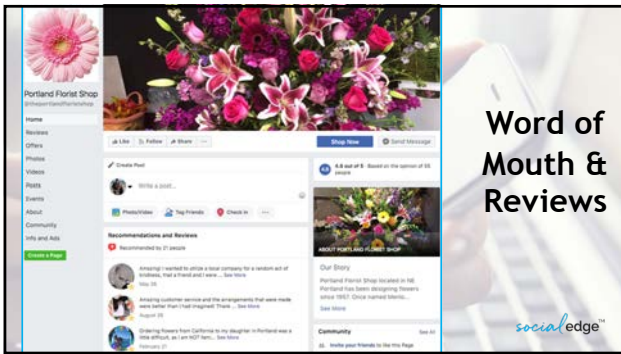 Portland Florist Shop
@theportlandfloristshop
Home
Reviews
Offers
Photos
Videos
Posts
Events
About
Community
Info and Ads
Create a Page
Like
Follow
Share
Shop Now
Send Message
Create Post
Write a post...
Photo/Video
Tag Friends
Check in
Recommendations and Reviews
Recommended by 21 people
Amazing! I wanted to utilize a local company for a random act of
kindness, had a friend and I were ... See More
May 26
Amazing customer service and the arrangements that were made
were better than I had imagined! Thank ... See More
August 26
Ordering flowers from California to my daughter in Portland was a
little difficult, as I am NOT fam... See More
February 21
4.6 out of 5 · Based on the opinion of 55
people
ABOUT PORTLAND FLORIST SHOP
Our Story
Portland Florist Shop located in NE
Portland has been designing flowers
since 1957. Once named
See More
Community
See All
Invite your friends to like this Page
Word of
Mouth &
Reviews
social edge™